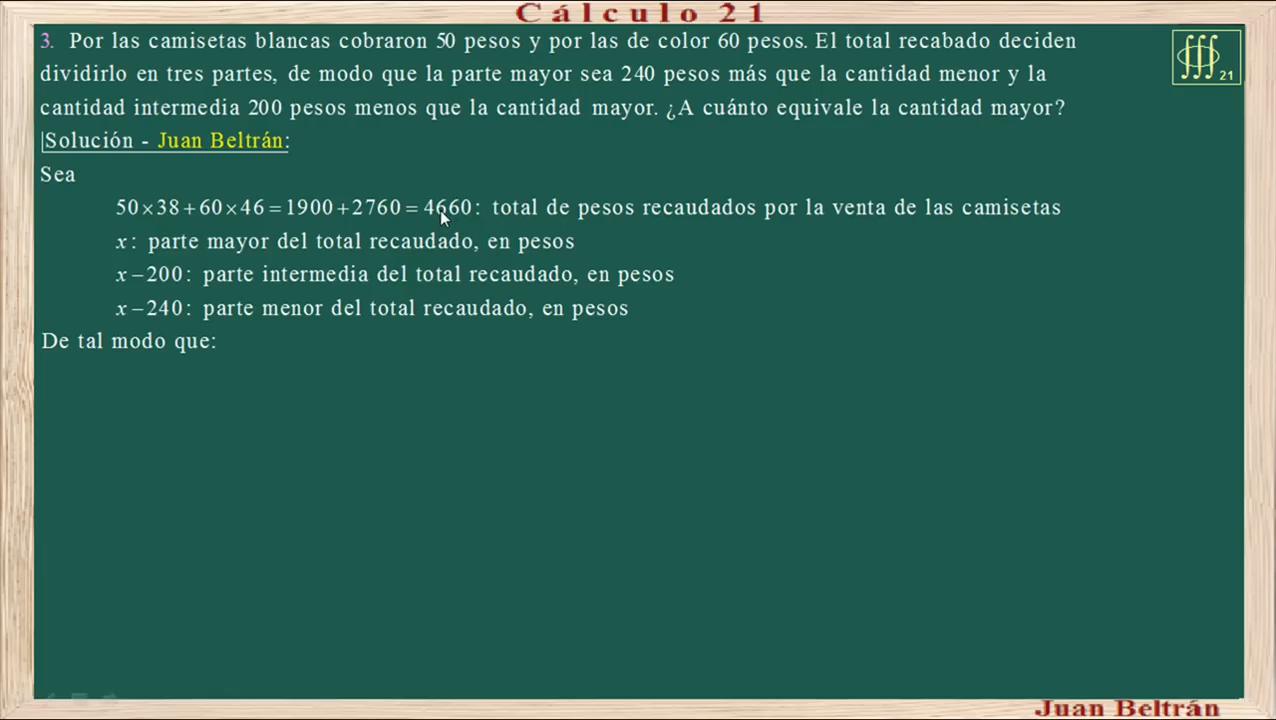 Cálculo 21
3. Por las camisetas blancas cobraron 50 pesos y por las de color 60 pesos. El total recabado deciden
dividirlo en tres partes, de modo que la parte mayor sea 240 pesos más que la cantidad menor y la
cantidad intermedia 200 pesos menos que la cantidad mayor. ¿A cuánto equivale la cantidad mayor?
∫∫∫ 21
Solución - Juan Beltrán:
Sea
50×38+60×46=1900+2760=4660: total de pesos recaudados por la venta de las camisetas
x: parte mayor del total recaudado, en pesos
x−200: parte intermedia del total recaudado, en pesos
x−240: parte menor del total recaudado, en pesos
De tal modo que:
Juan Beltrán